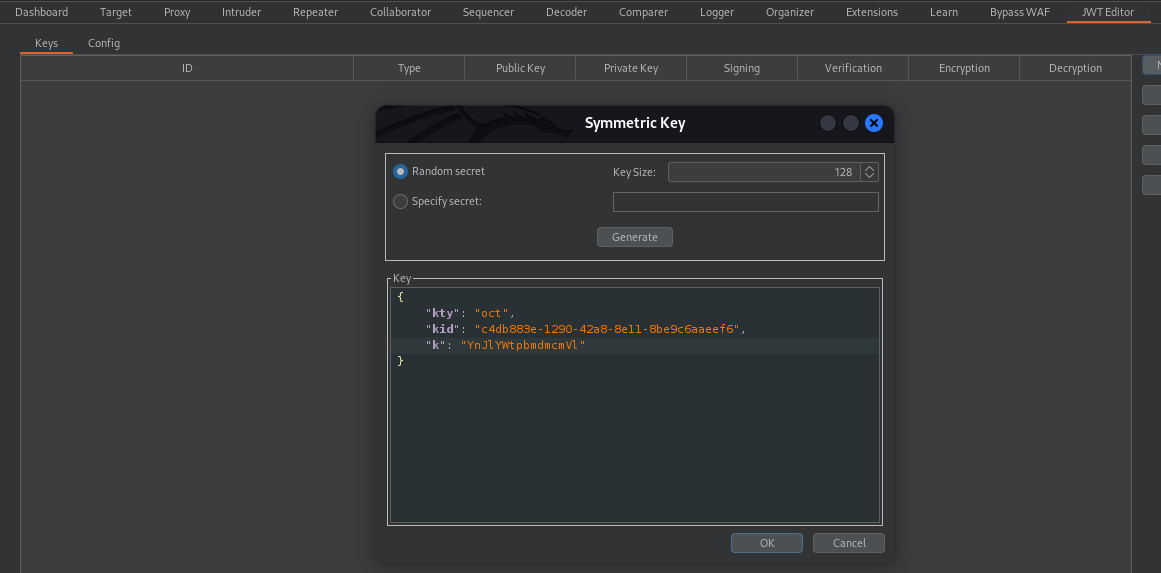 Dashboard Target Proxy Intruder Repeater Collaborator Sequencer Decoder Comparer Logger Organizer Extensions Learn Bypass WAF JWT Editor
Keys Config
ID Type Public Key Private Key Signing Verification Encryption Decryption
Symmetric Key
Random secret Key Size: 128
Specify secret:
Generate
Key
{
"kty": "oct",
"kid": "c4db883e-1290-42a8-8e11-8be9c6aaeef6",
"k": "YnJlYWtpbmdmcmVl"
}
OK Cancel